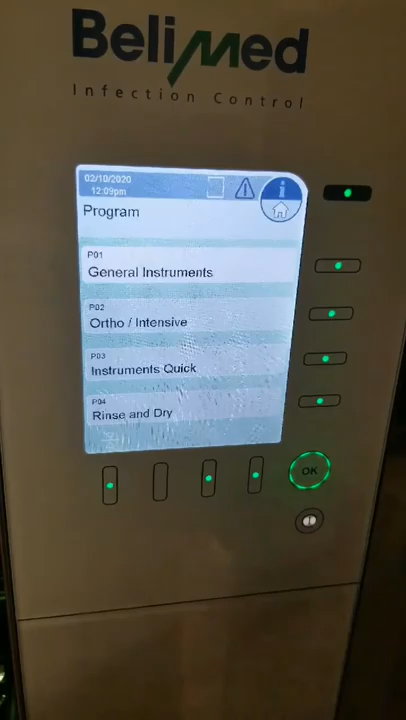 BeliMed
Infection Control
02/10/2020
12:09pm
Program
P01
General Instruments
P02
Ortho / Intensive
P03
Instruments Quick
P04
Rinse and Dry
OK